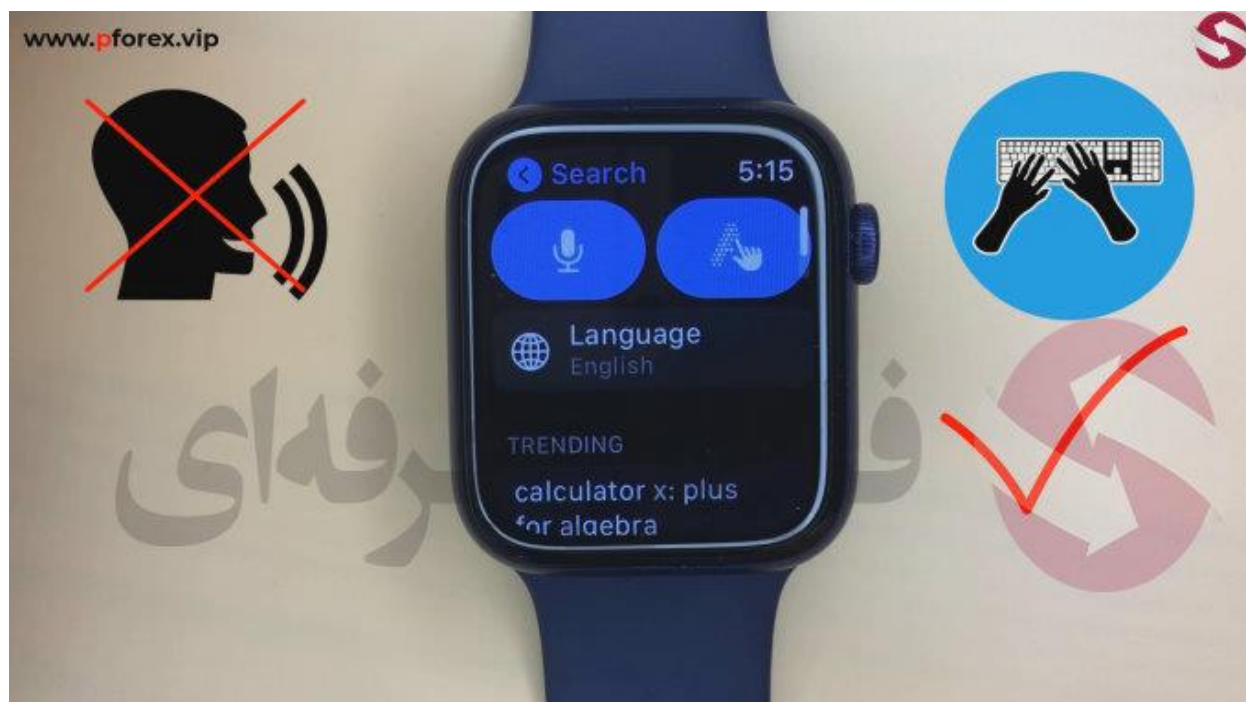 www.pforex.vip
Search 5:15
Language
English
TRENDING
calculator x: plus
for algebra